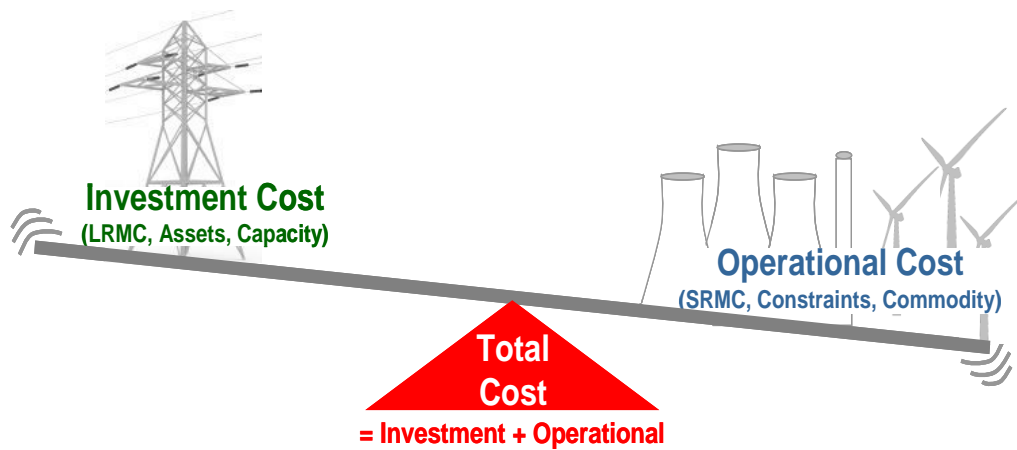 Investment Cost
(LRMC, Assets, Capacity)
Operational Cost
(SRMC, Constraints, Commodity)
Total
Cost
= Investment + Operational